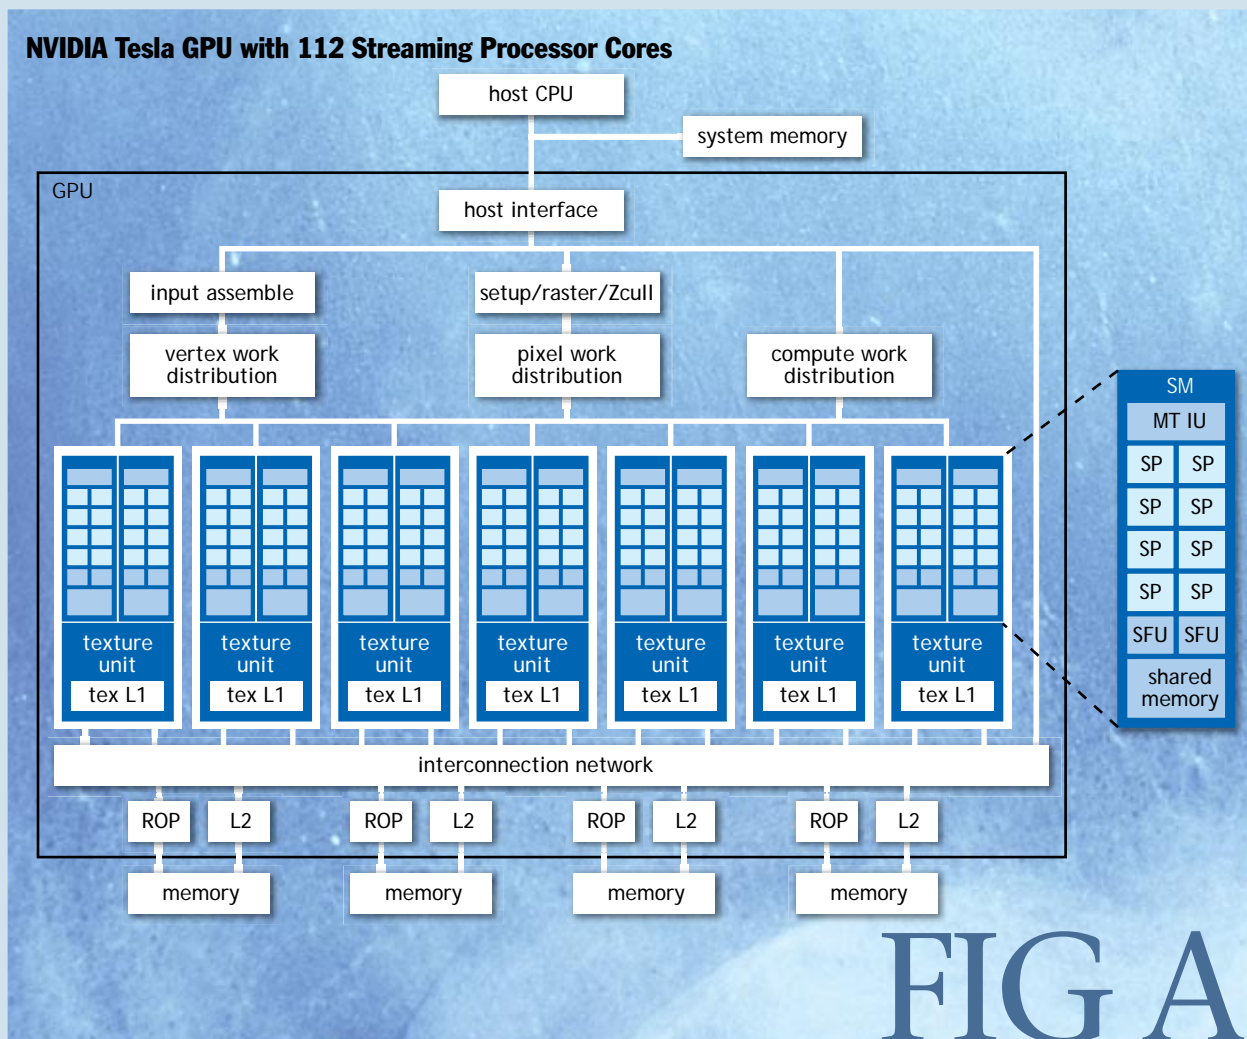 NVIDIA Tesla GPU with 112 Streaming Processor Cores
host CPU
system memory
GPU
host interface
input assemble
setup/raster/Zcull
vertex work
distribution
pixel work
distribution
compute work
distribution
SM
MT IU
SP SP
SP SP
SP SP
SP SP
SFU SFU
shared
memory
texture
unit
tex L1
texture
unit
tex L1
texture
unit
tex L1
texture
unit
tex L1
texture
unit
tex L1
texture
unit
tex L1
texture
unit
tex L1
interconnection network
ROP L2 ROP L2 ROP L2 ROP L2
memory memory memory memory
FIG A